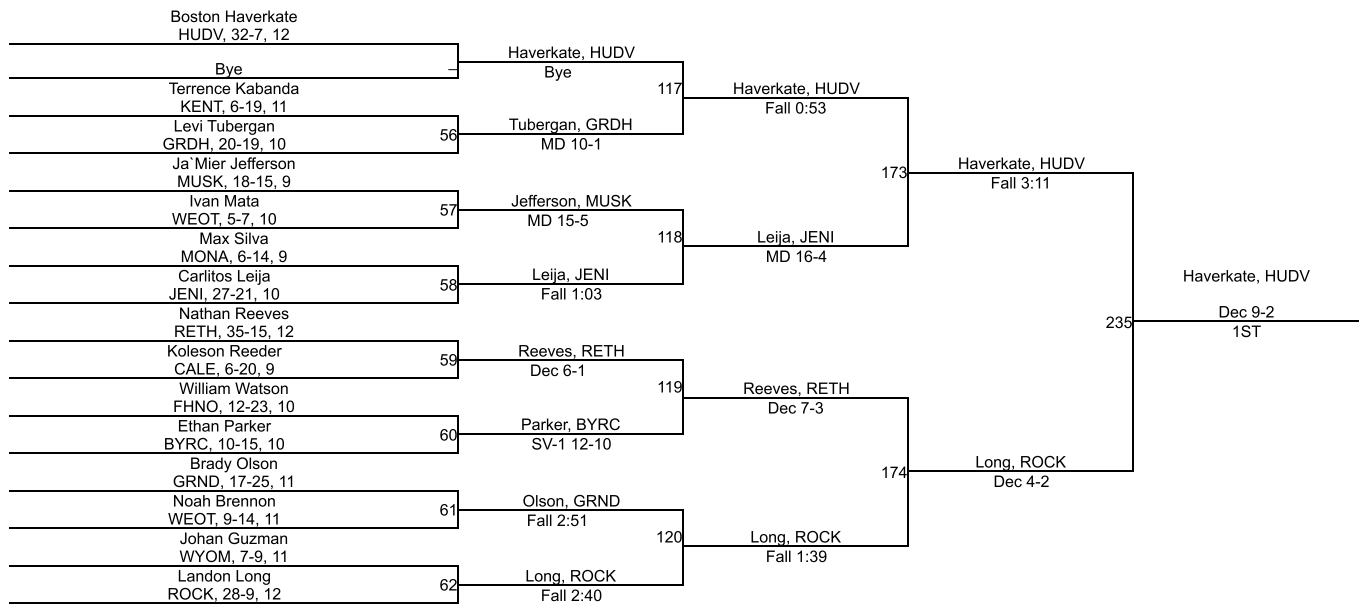 Boston Haverkate
HUDV, 32-7, 12
Bye
Terrence Kabanda
KENT, 6-19, 11
Levi Tubergan
GRDH, 20-19, 10
Ja`Mier Jefferson
MUSK, 18-15, 9
Ivan Mata
WEOT, 5-7, 10
Max Silva
MONA, 6-14, 9
Carlitos Leija
JENI, 27-21, 10
Nathan Reeves
RETH, 35-15, 12
Koleson Reeder
CALE, 6-20, 9
William Watson
FHNO, 12-23, 10
Ethan Parker
BYRC, 10-15, 10
Brady Olson
GRND, 17-25, 11
Noah Brennon
WEOT, 9-14, 11
Johan Guzman
WYOM, 7-9, 11
Landon Long
ROCK, 28-9, 12
56
57
58
59
60
61
62
Haverkate, HUDV
Bye
Tubergan, GRDH
MD 10-1
Jefferson, MUSK
MD 15-5
Leija, JENI
Fall 1:03
Reeves, RETH
Dec 6-1
Parker, BYRC
SV-1 12-10
Olson, GRND
Fall 2:51
Long, ROCK
Fall 2:40
117
118
119
120
Haverkate, HUDV
Fall 0:53
Leija, JENI
MD 16-4
Reeves, RETH
Dec 7-3
Long, ROCK
Fall 1:39
173
174
Haverkate, HUDV
Fall 3:11
Long, ROCK
Dec 4-2
235
Haverkate, HUDV
Dec 9-2
1ST